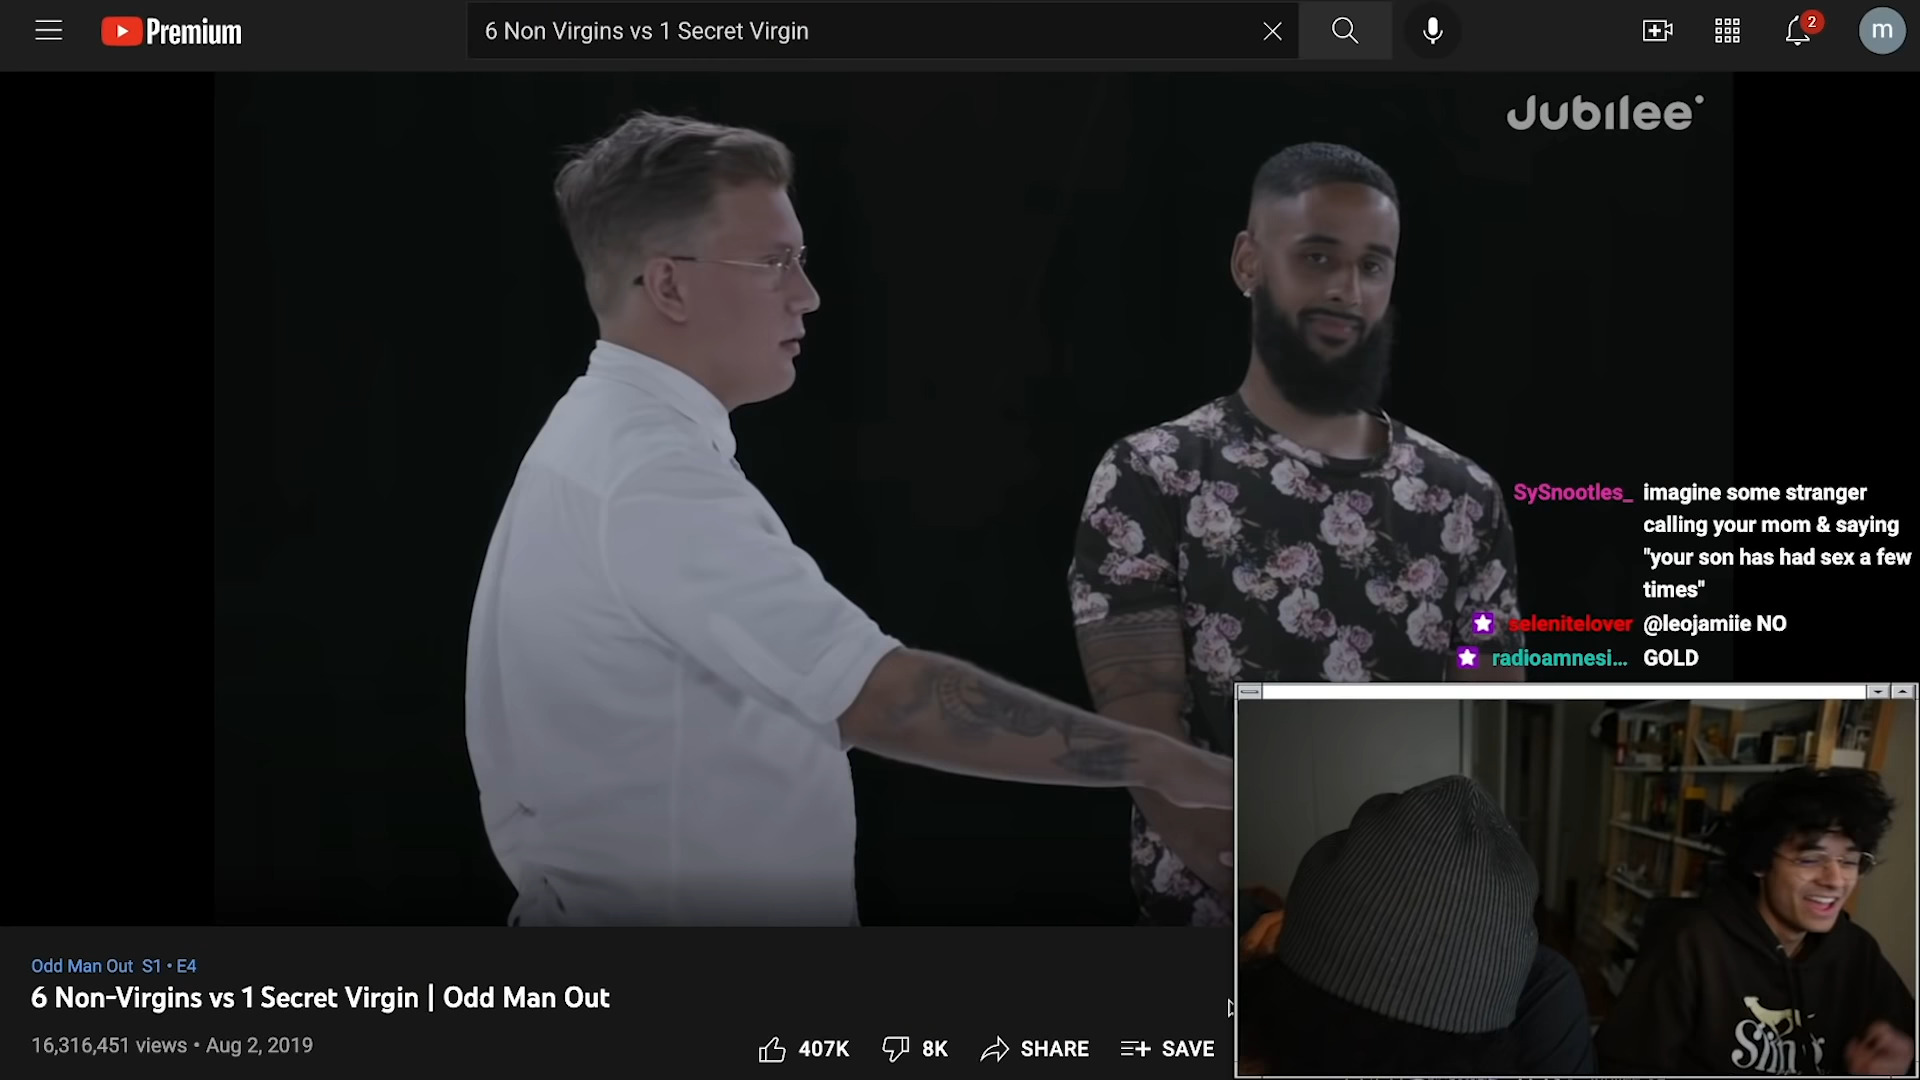 Premium
6 Non Virgins vs 1 Secret Virgin
2
m
Jubilee
SySnootles_ imagine some stranger
calling your mom & saying
"your son has had sex a few
times"
selenitelover @leojamiie NO
radioamnesi... GOLD
Odd Man Out S1 • E4
6 Non-Virgins vs 1 Secret Virgin | Odd Man Out
16,316,451 views • Aug 2, 2019
407K
8K
SHARE
SAVE